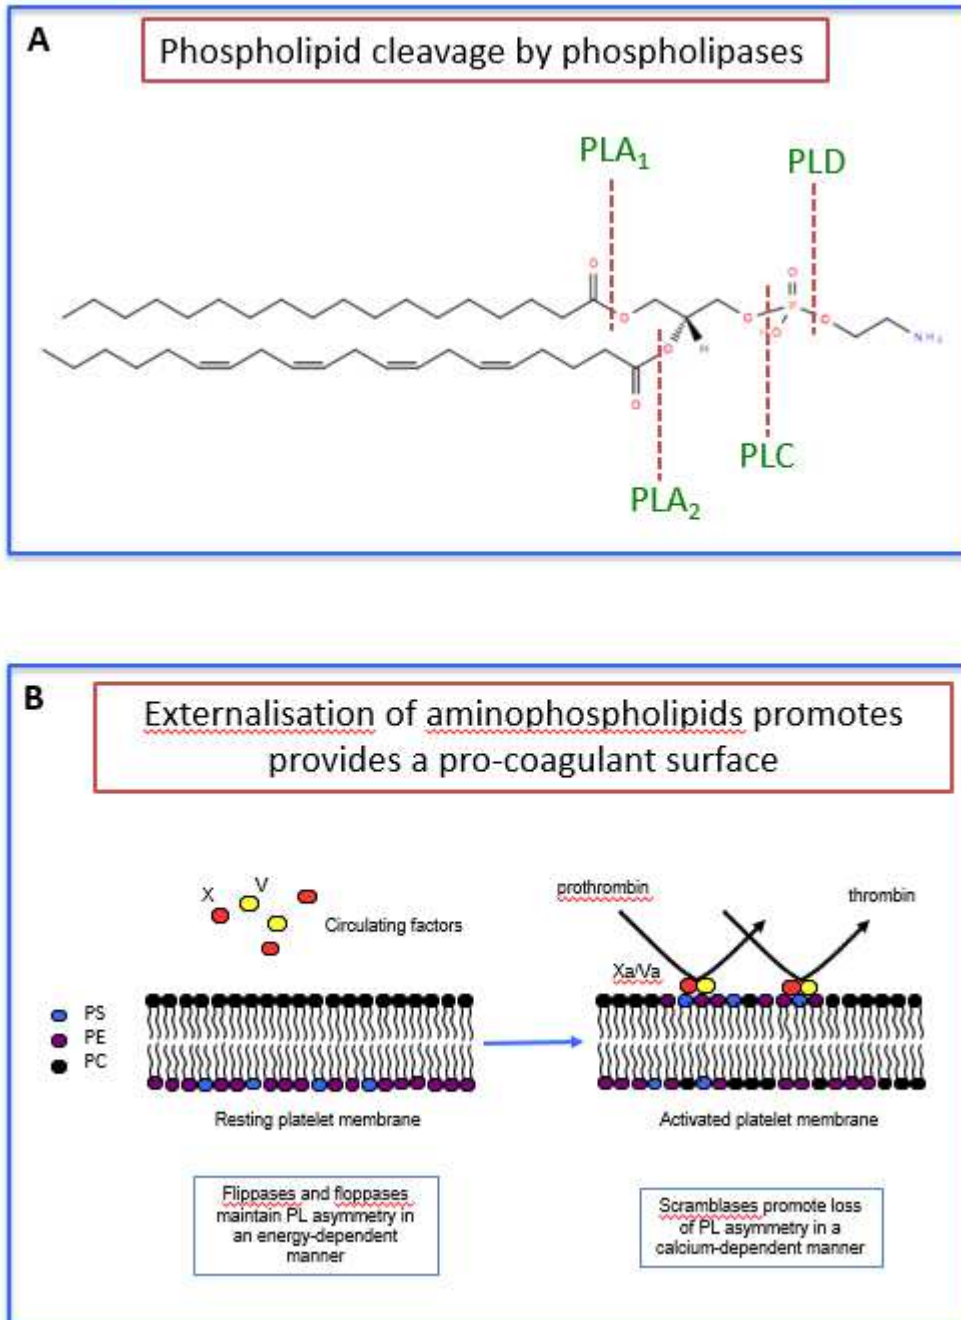 A
Phospholipid cleavage by phospholipases
PLA₁
PLD
O
O
O
O
P
HO
O
NH₂
O
H
O
PLC
PLA₂
B
Externalisation of aminophospholipids promotes
provides a pro-coagulant surface
X
V
Circulating factors
prothrombin
thrombin
Xa/Va
PS
PE
PC
Resting platelet membrane
Activated platelet membrane
Flippases and floppases
maintain PL asymmetry in
an energy-dependent
manner
Scramblases promote loss
of PL asymmetry in a
calcium-dependent manner